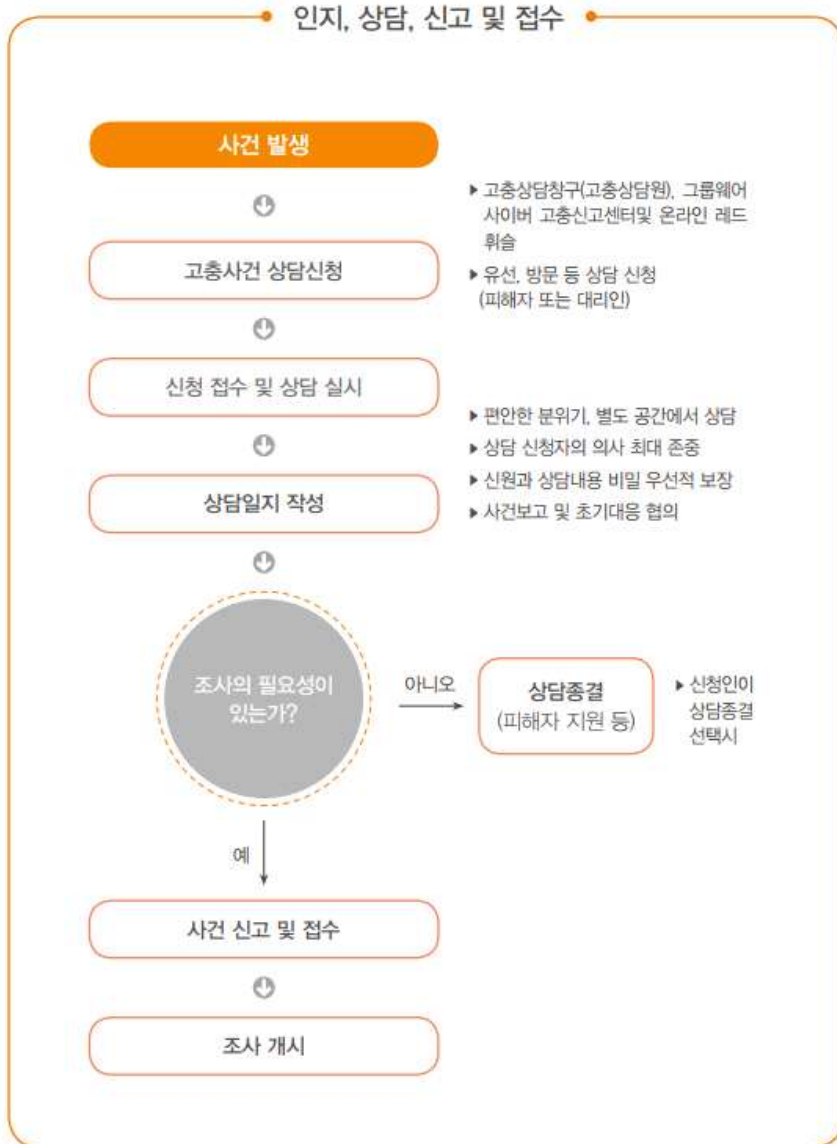 인지, 상담, 신고 및 접수
사건 발생
▶ 고충상담창구(고충상담원), 그룹웨어
사이버 고충신고센터및 온라인 레드
휘슬
고충사건 상담신청
▶ 유선, 방문 등 상담 신청
(피해자 또는 대리인)
신청 접수 및 상담 실시
▶ 편안한 분위기, 별도 공간에서 상담
▶ 상담 신청자의 의사 최대 존중
▶ 신원과 상담내용 비밀 우선적 보장
▶ 사건보고 및 초기대응 협의
상담일지 작성
조사의 필요성이
있는가?
아니오
상담종결
(피해자 지원 등)
▶ 신청인이
상담종결
선택시
예
사건 신고 및 접수
조사 개시